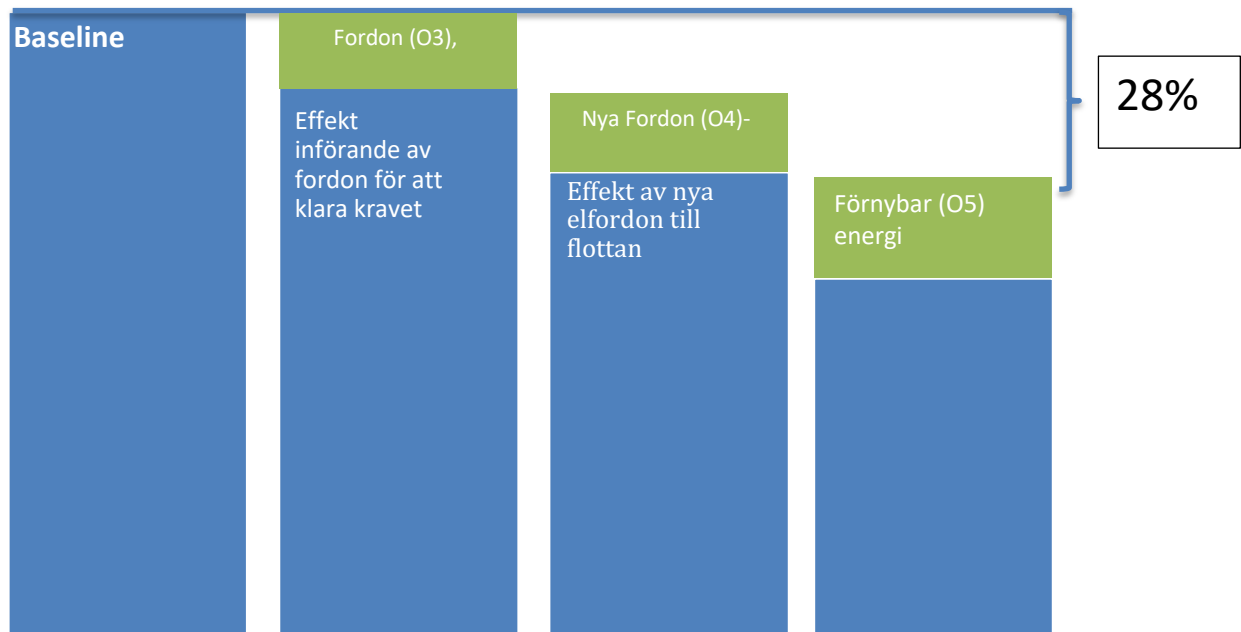 Baseline
Fordon (O3),
Effekt
införande av
fordon för att
klara kravet
Nya Fordon (O4)-
Effekt av nya
elfordon till
flottan
Förnybar (O5)
energi
28%